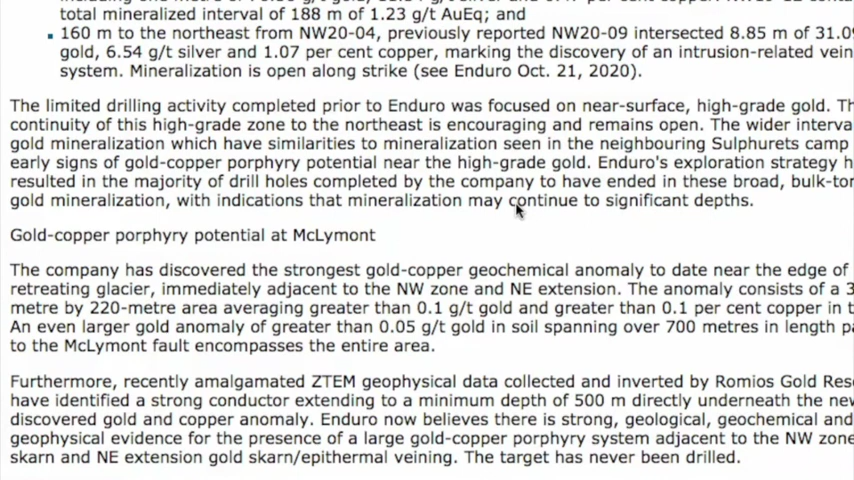 total mineralized interval of 188 m of 1.23 g/t AuEq; and
160 m to the northeast from NW20-04, previously reported NW20-09 intersected 8.85 m of 31.0
gold, 6.54 g/t silver and 1.07 per cent copper, marking the discovery of an intrusion-related vein
system. Mineralization is open along strike (see Enduro Oct. 21, 2020).
The limited drilling activity completed prior to Enduro was focused on near-surface, high-grade gold. Th
continuity of this high-grade zone to the northeast is encouraging and remains open. The wider interva
gold mineralization which have similarities to mineralization seen in the neighbouring Sulphurets camp
early signs of gold-copper porphyry potential near the high-grade gold. Enduro's exploration strategy h
resulted in the majority of drill holes completed by the company to have ended in these broad, bulk-ton
gold mineralization, with indications that mineralization may continue to significant depths.
Gold-copper porphyry potential at McLymont
The company has discovered the strongest gold-copper geochemical anomaly to date near the edge of
retreating glacier, immediately adjacent to the NW zone and NE extension. The anomaly consists of a 3
metre by 220-metre area averaging greater than 0.1 g/t gold and greater than 0.1 per cent copper in t
An even larger gold anomaly of greater than 0.05 g/t gold in soil spanning over 700 metres in length pa
to the McLymont fault encompasses the entire area.
Furthermore, recently amalgamated ZTEM geophysical data collected and inverted by Romios Gold Res
have identified a strong conductor extending to a minimum depth of 500 m directly underneath the nev
discovered gold and copper anomaly. Enduro now believes there is strong, geological, geochemical and
geophysical evidence for the presence of a large gold-copper porphyry system adjacent to the NW zone
skarn and NE extension gold skarn/epithermal veining. The target has never been drilled.